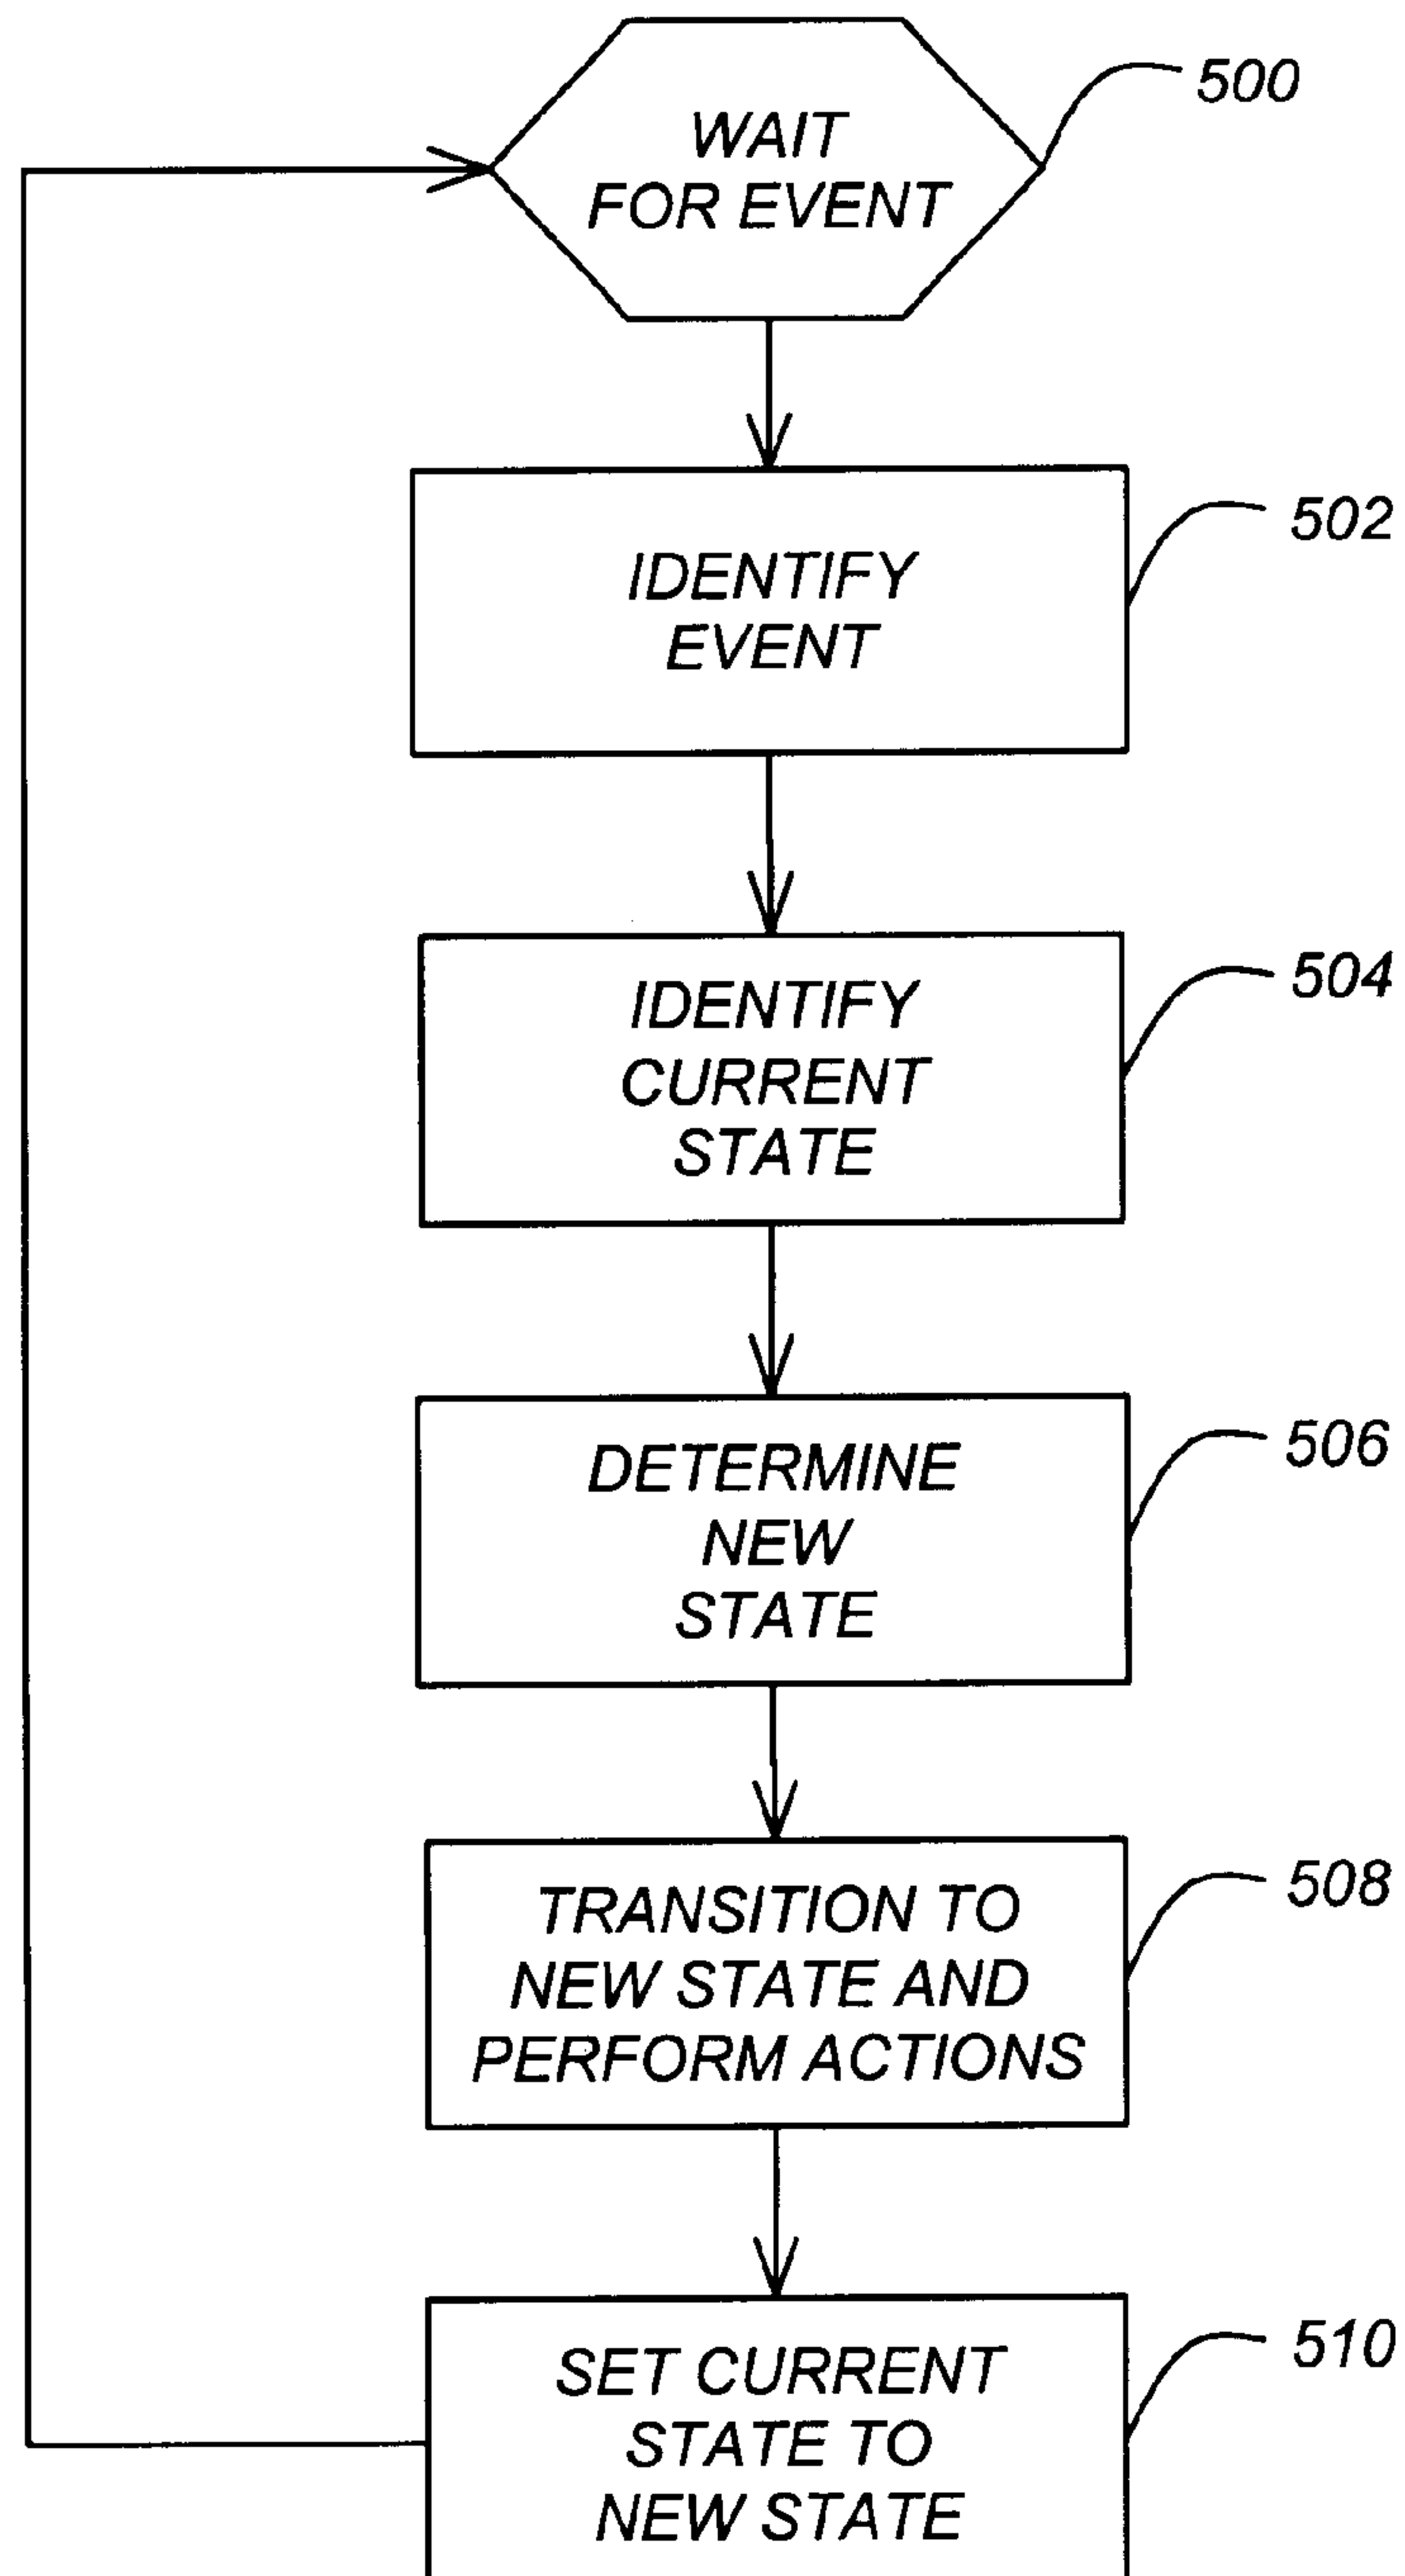 WAIT
FOR EVENT
500
IDENTIFY
EVENT
502
IDENTIFY
CURRENT
STATE
504
DETERMINE
NEW
STATE
506
TRANSITION TO
NEW STATE AND
PERFORM ACTIONS
508
SET CURRENT
STATE TO
NEW STATE
510